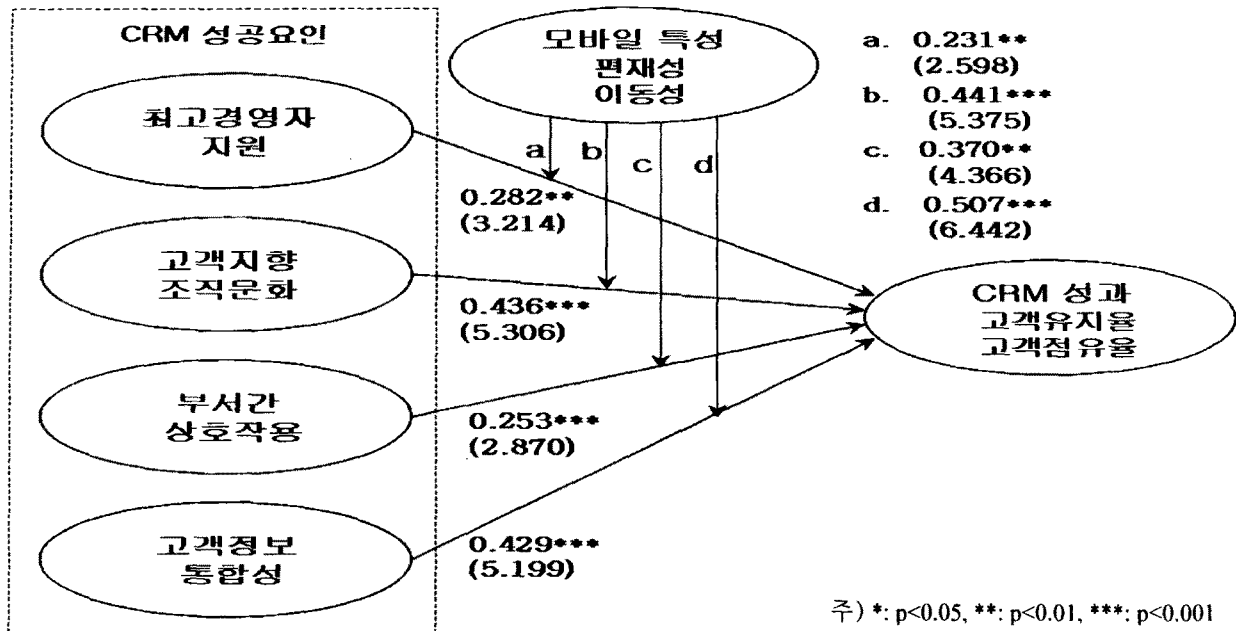 CRM 성공요인
최고경영자
지원
고객지향
조직문화
부서간
상호작용
고객정보
통합성
모바일 특성
편재성
이동성
a
b
c
d
0.282**
(3.214)
0.436***
(5.306)
0.253***
(2.870)
0.429***
(5.199)
a. 0.231**
(2.598)
b. 0.441***
(5.375)
c. 0.370**
(4.366)
d. 0.507***
(6.442)
CRM 성과
고객유지율
고객점유율
주) *: p<0.05, **: p<0.01, ***: p<0.001